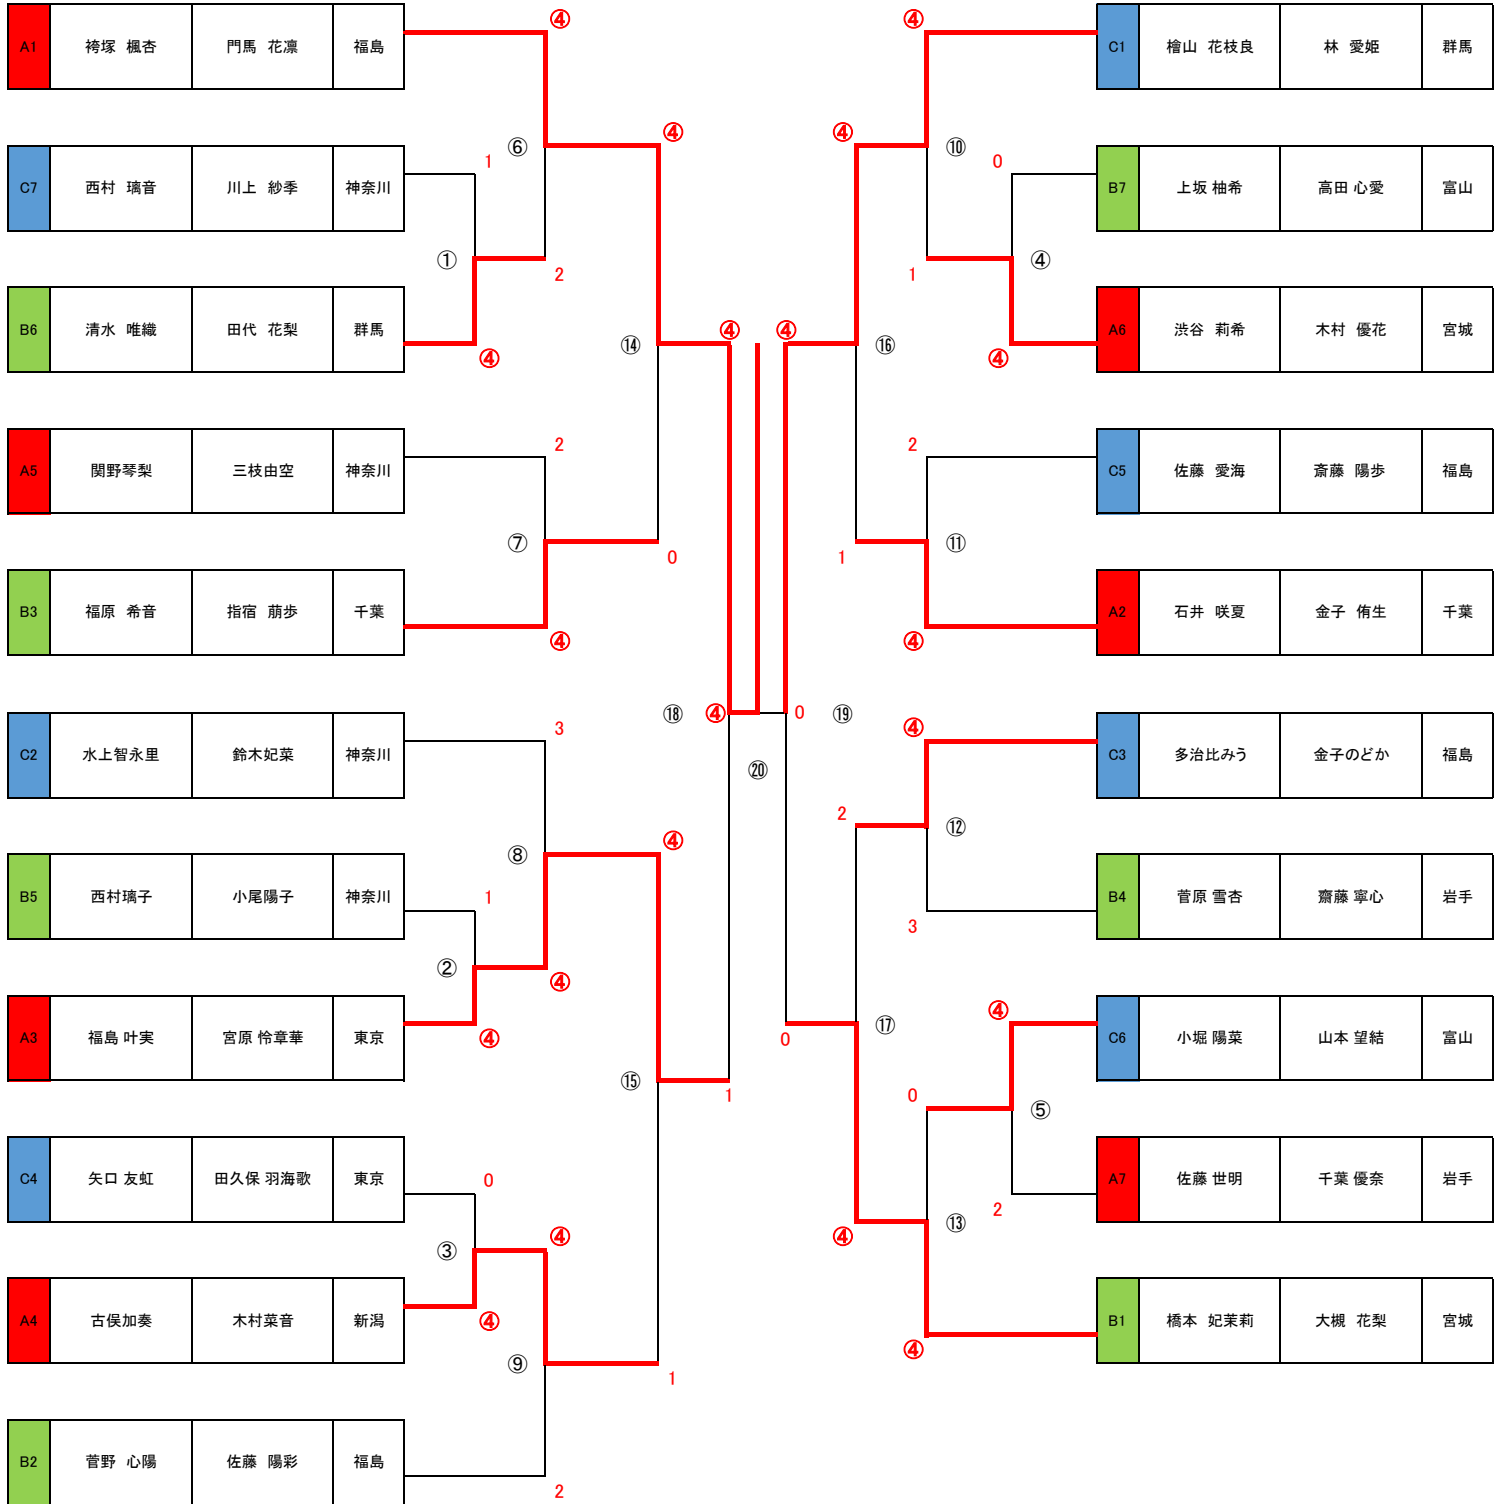 ④
④
A1 袴塚 楓杏 門馬 花凛 福島
C1 檜山 花枝良 林 愛姫 群馬
④
④
⑥
⑩
1
0
C7 西村 璃音 川上 紗季 神奈川
B7 上坂 柚希 高田 心愛 富山
①
④
2
1
B6 清水 唯織 田代 花梨 群馬
④
④
A6 渋谷 莉希 木村 優花 宮城
⑭
⑯
④
④
2
2
A5 関野琴梨 三枝由空 神奈川
C5 佐藤 愛海 斎藤 陽歩 福島
⑦
⑪
0
1
B3 福原 希音 指宿 萠歩 千葉
A2 石井 咲夏 金子 侑生 千葉
④
④
⑱
④
0
⑲
3
④
C2 水上智永里 鈴木妃菜 神奈川
C3 多治比みう 金子のどか 福島
⑳
2
④
⑧
⑫
B5 西村璃子 小尾陽子 神奈川
1
B4 菅原 雪杏 齋藤 寧心 岩手
3
②
④
④
A3 福島 叶実 宮原 怜章華 東京
④
0
⑰
C6 小堀 陽菜 山本 望結 富山
⑮
1
0
⑤
C4 矢口 友虹 田久保 羽海歌 東京
0
A7 佐藤 世明 千葉 優奈 岩手
2
④
④
③
⑬
A4 古俣加奏 木村菜音 新潟
④
B1 橋本 妃茉莉 大槻 花梨 宮城
④
⑨
1
B2 菅野 心陽 佐藤 陽彩 福島
2